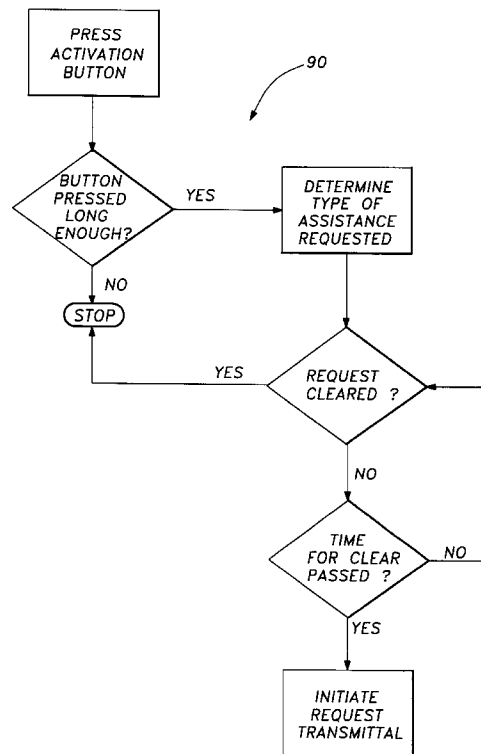 PRESS
ACTIVATION
BUTTON
90
BUTTON
PRESSED
LONG
ENOUGH?
YES
DETERMINE
TYPE OF
ASSISTANCE
REQUESTED
NO
STOP
YES
REQUEST
CLEARED ?
NO
TIME
FOR CLEAR
PASSED ?
NO
YES
INITIATE
REQUEST
TRANSMITTAL